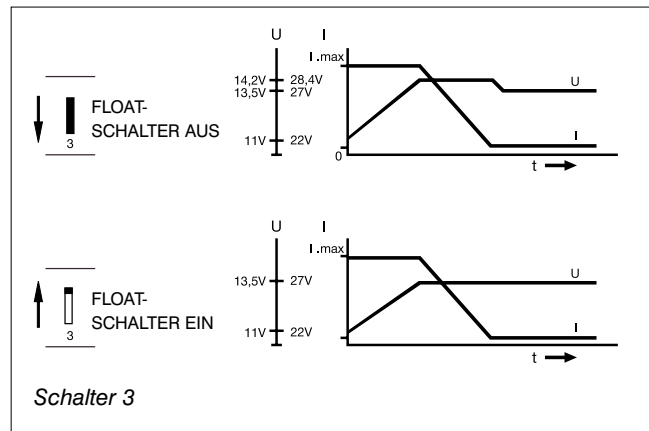 U I
I.max
14,2V 28,4V
13,5V 27V
U
FLOAT-
SCHALTER AUS
3
11V 22V
I
0
t
U I
I.max
13,5V 27V
U
FLOAT-
SCHALTER EIN
3
11V 22V
I
t
Schalter 3